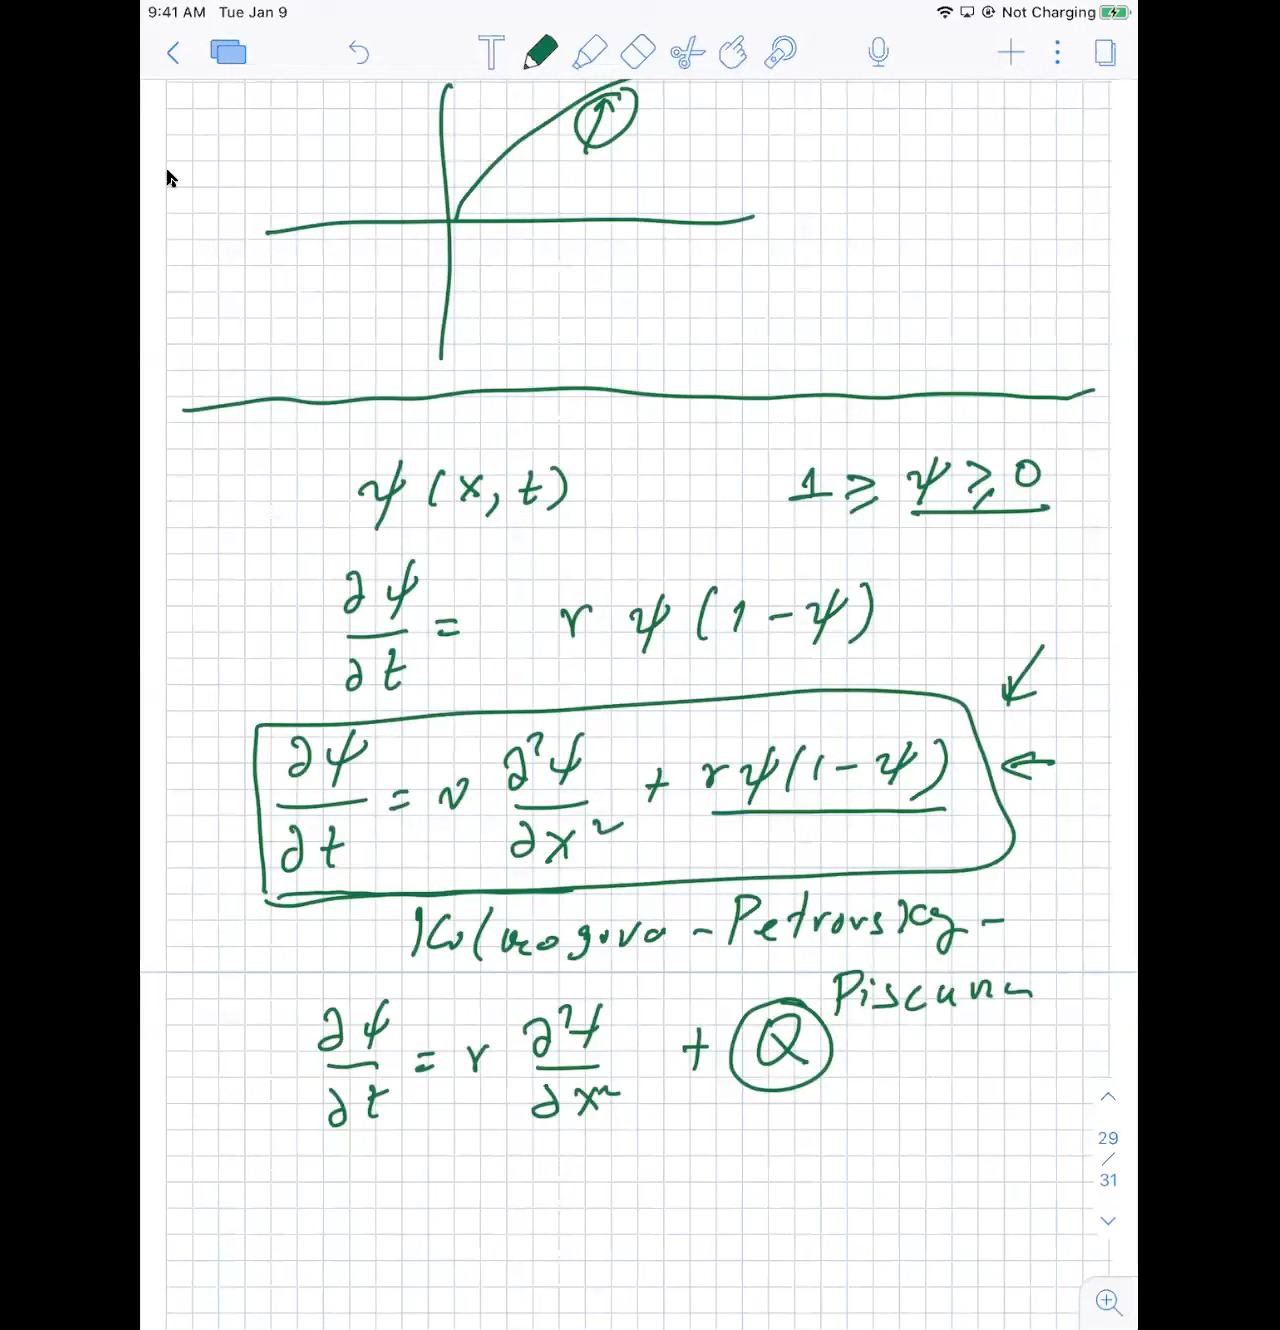 9:41 AM Tue Jan 9 Not Charging
ψ(x, t) 1 ≥ ψ ≥ 0
∂ψ/∂t = r ψ(1 - ψ)
∂ψ/∂t = ν ∂²ψ/∂x² + rψ(1 - ψ)
Kolmogorov - Petrovsky -
∂ψ/∂t = r ∂²ψ/∂x² + Q
29
/
31